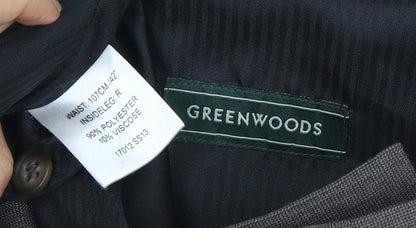 WAIST: 107CM /42"
INSIDELEG: R
90% POLYESTER
10% VISCOSE
17012 SS13
GREENWOODS